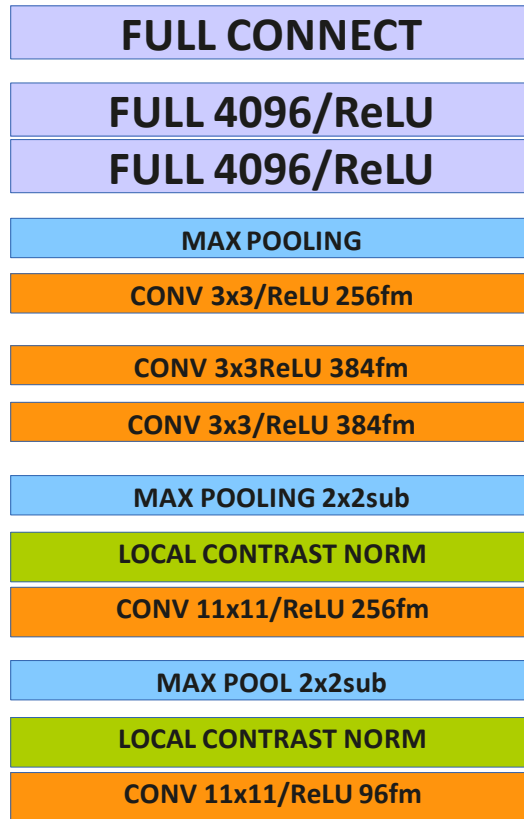 FULL CONNECT
FULL 4096/ReLU
FULL 4096/ReLU
MAX POOLING
CONV 3x3/ReLU 256fm
CONV 3x3ReLU 384fm
CONV 3x3/ReLU 384fm
MAX POOLING 2x2sub
LOCAL CONTRAST NORM
CONV 11x11/ReLU 256fm
MAX POOL 2x2sub
LOCAL CONTRAST NORM
CONV 11x11/ReLU 96fm